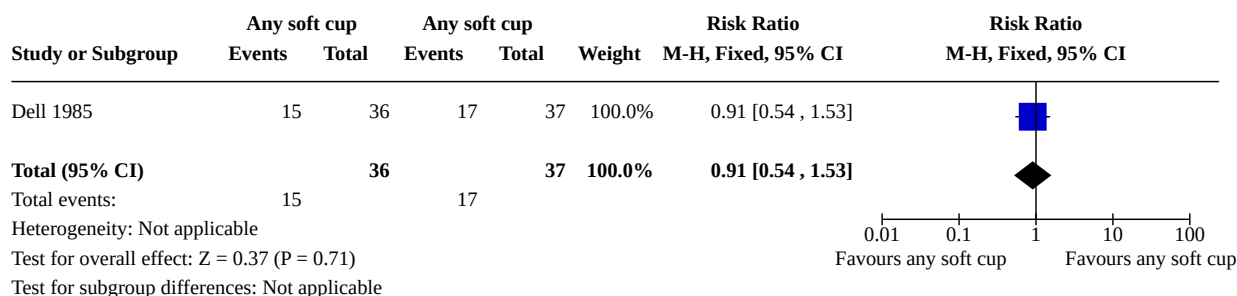 Any soft cup Any soft cup Risk Ratio Risk Ratio
Study or Subgroup Events Total Events Total Weight M-H, Fixed, 95% CI M-H, Fixed, 95% CI
Dell 1985 15 36 17 37 100.0% 0.91 [0.54 , 1.53]
Total (95% CI) 36 37 100.0% 0.91 [0.54 , 1.53]
Total events: 15 17
Heterogeneity: Not applicable 0.01 0.1 1 10 100
Test for overall effect: Z = 0.37 (P = 0.71) Favours any soft cup Favours any soft cup
Test for subgroup differences: Not applicable